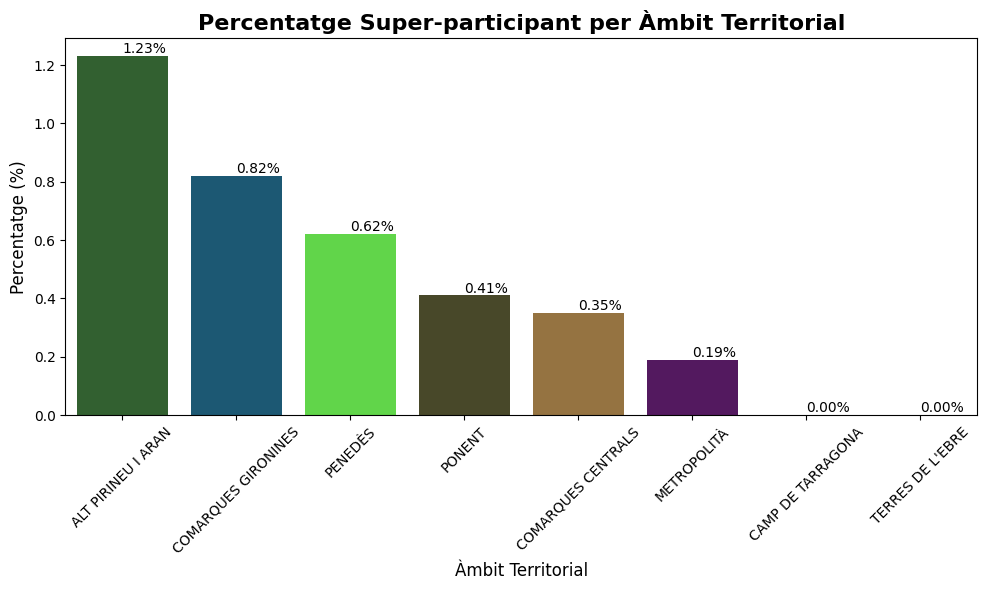 Percentatge Super-participant per Àmbit Territorial
Percentatge (%)
1.2
1.0
0.8
0.6
0.4
0.2
0.0
1.23%
0.82%
0.62%
0.41%
0.35%
0.19%
0.00%
0.00%
ALT PIRINEU I ARAN
COMARQUES GIRONINES
PENEDÈS
PONENT
COMARQUES CENTRALS
METROPOLITÀ
CAMP DE TARRAGONA
TERRES DE L'EBRE
Àmbit Territorial